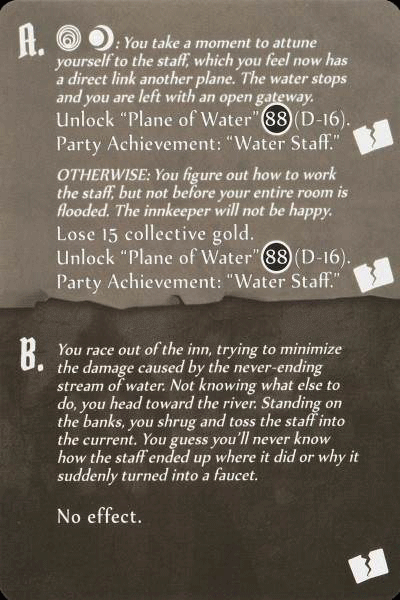 A. : You take a moment to attune
yourself to the staff, which you feel now has
a direct link another plane. The water stops
and you are left with an open gateway.
Unlock “Plane of Water” 88 (D-16).
Party Achievement: “Water Staff.”
OTHERWISE: You figure out how to work
the staff, but not before your entire room is
flooded. The innkeeper will not be happy.
Lose 15 collective gold.
Unlock “Plane of Water” 88 (D-16).
Party Achievement: “Water Staff.”
B. You race out of the inn, trying to minimize
the damage caused by the never-ending
stream of water. Not knowing what else to
do, you head toward the river. Standing on
the banks, you shrug and toss the staff into
the current. You guess you’ll never know
how the staff ended up where it did or why it
suddenly turned into a faucet.
No effect.